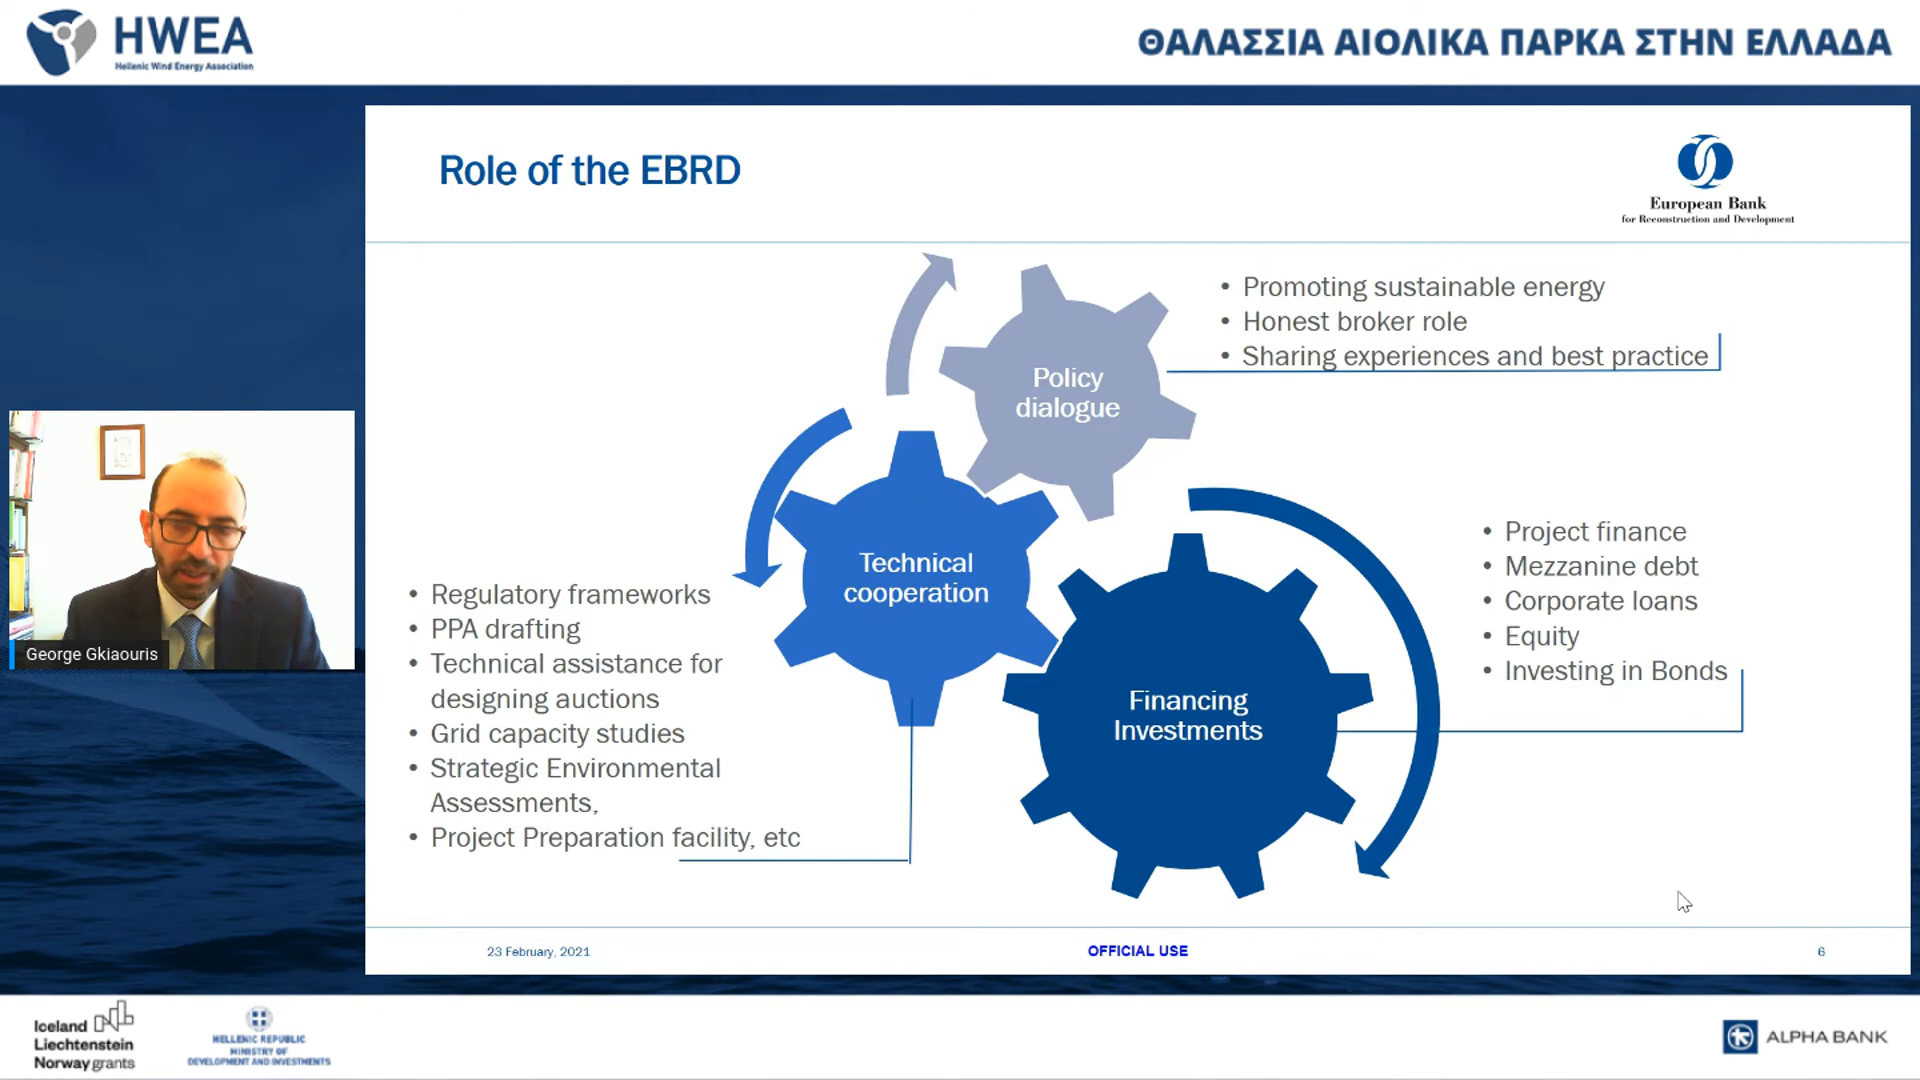 HWEA
Hellenic Wind Energy Association
ΘΑΛΑΣΣΙΑ ΑΙΟΛΙΚΑ ΠΑΡΚΑ ΣΤΗΝ ΕΛΛΑΔΑ
Role of the EBRD
European Bank
for Reconstruction and Development
• Promoting sustainable energy
• Honest broker role
• Sharing experiences and best practice
Policy
dialogue
Technical
cooperation
• Regulatory frameworks
• PPA drafting
• Technical assistance for
designing auctions
• Grid capacity studies
• Strategic Environmental
Assessments,
• Project Preparation facility, etc
Financing
Investments
• Project finance
• Mezzanine debt
• Corporate loans
• Equity
• Investing in Bonds
George Gkiaouris
23 February, 2021
OFFICIAL USE
6
Iceland
Liechtenstein
Norway grants
HELLENIC REPUBLIC
MINISTRY OF
DEVELOPMENT AND INVESTMENTS
ALPHA BANK